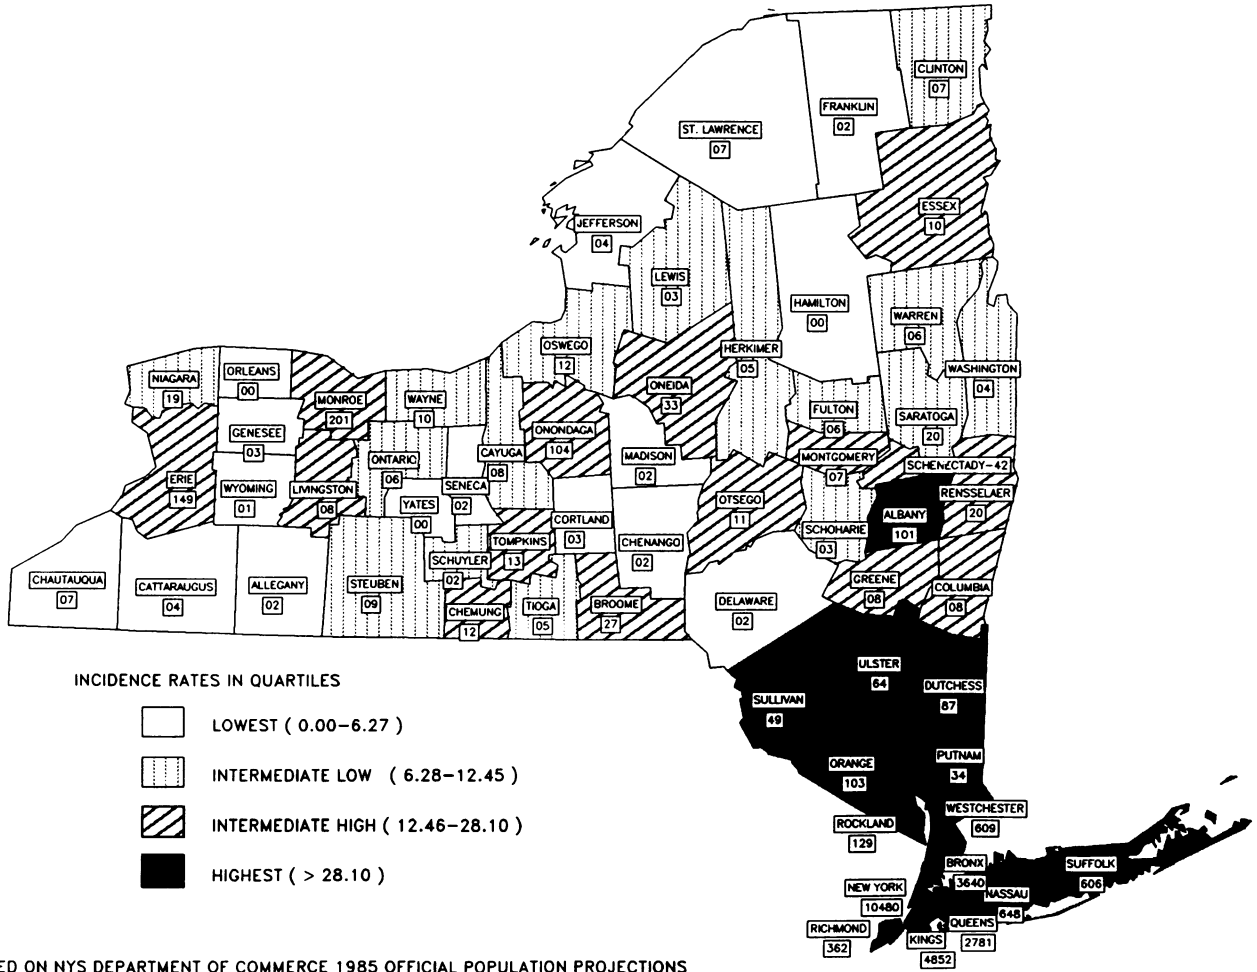 CLINTON
07
FRANKLIN
02
ST. LAWRENCE
07
ESSEX
10
JEFFERSON
04
LEWIS
03
HAMILTON
00
WARREN
06
HERKIMER
05
OSWEGO
12
WASHINGTON
04
NIAGARA
19
ORLEANS
00
MONROE
201
WAYNE
10
ONEIDA
33
FULTON
06
SARATOGA
20
GENESEE
03
ONONDAGA
104
ONTARIO
06
CAYUGA
08
MADISON
02
MONTGOMERY
07
SCHENECTADY-42
ERIE
149
WYOMING
01
LIVINGSTON
08
SENECA
02
YATES
00
OTSEGO
11
RENSSELAER
20
ALBANY
101
CORTLAND
03
SCHOHARIE
03
TOMPKINS
13
CHENANGO
02
SCHUYLER
02
CHAUTAUQUA
07
CATTARAUGUS
04
ALLEGANY
02
STEUBEN
09
CHEMUNG
12
TIOGA
05
BROOME
27
DELAWARE
02
GREENE
08
COLUMBIA
08
ULSTER
64
SULLIVAN
49
DUTCHESS
87
ORANGE
103
PUTNAM
34
WESTCHESTER
609
ROCKLAND
129
BRONX
3640
SUFFOLK
606
NEW YORK
10480
NASSAU
648
RICHMOND
362
QUEENS
2781
KINGS
4852
INCIDENCE RATES IN QUARTILES
LOWEST ( 0.00-6.27 )
INTERMEDIATE LOW ( 6.28-12.45 )
INTERMEDIATE HIGH ( 12.46-28.10 )
HIGHEST ( > 28.10 )
ED ON NYS DEPARTMENT OF COMMERCE 1985 OFFICIAL POPULATION PROJECTIONS